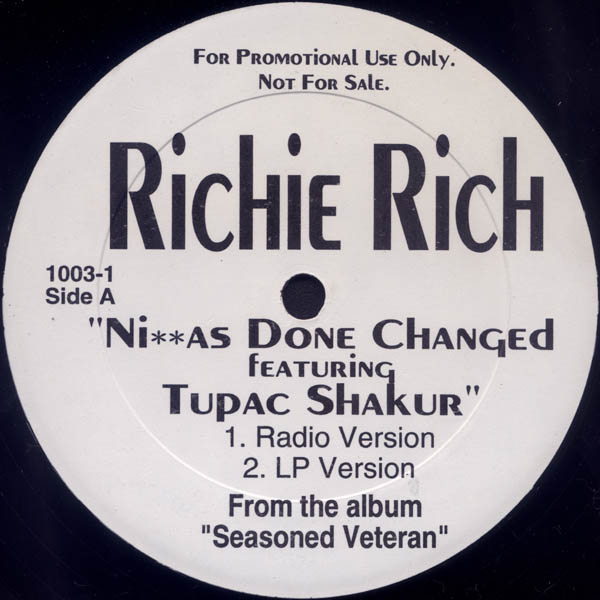 For Promotional Use Only.
Not For Sale.
Richie Rich
1003-1
Side A
"Ni**as Done Changed
featuring
Tupac Shakur"
1. Radio Version
2. LP Version
From the album
"Seasoned Veteran"